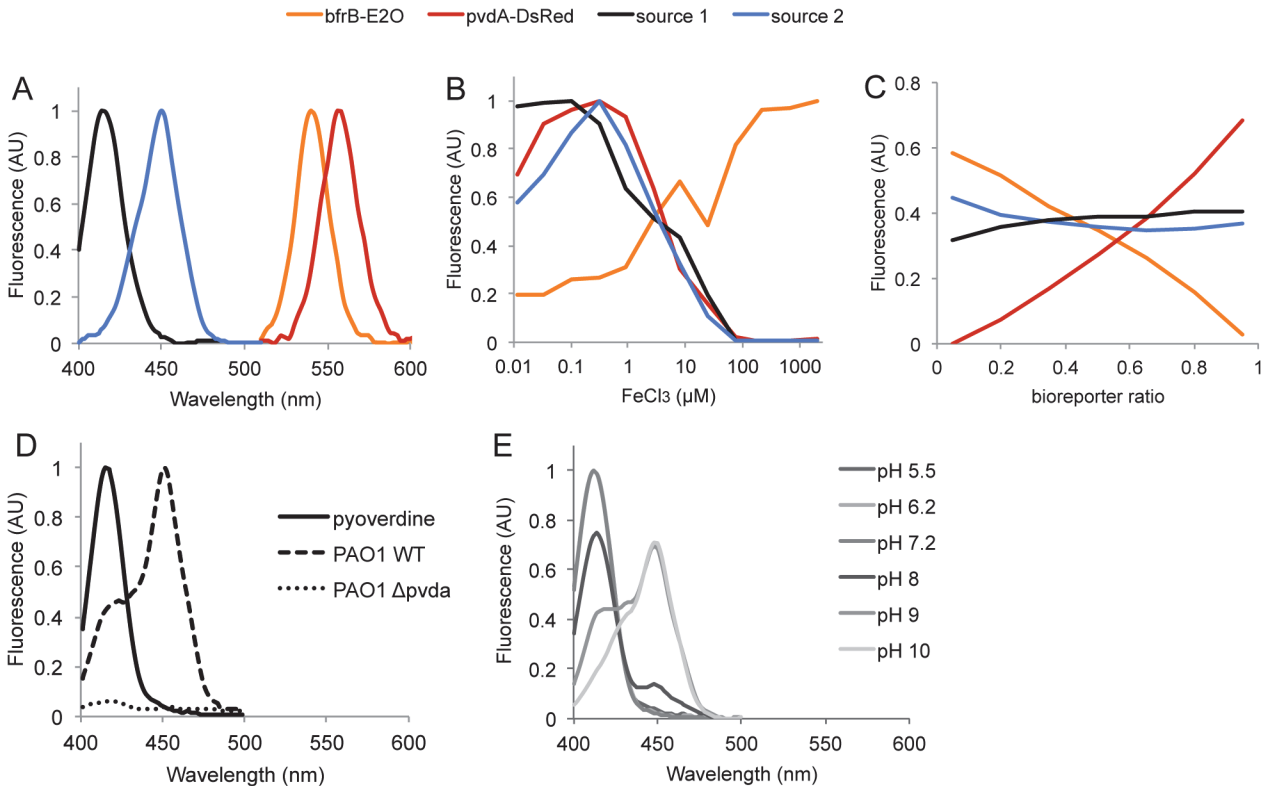 bfrB-E2O pvdA-DsRed source 1 source 2
A
Fluorescence (AU)
1
0.8
0.6
0.4
0.2
0
400 450 500 550 600
Wavelength (nm)
B
Fluorescence (AU)
1
0.8
0.6
0.4
0.2
0
0.01 0.1 1 10 100 1000
FeCl3 (µM)
C
Fluorescence (AU)
0.8
0.6
0.4
0.2
0
0 0.2 0.4 0.6 0.8 1
bioreporter ratio
D
Fluorescence (AU)
1
0.8
0.6
0.4
0.2
0
400 450 500 550 600
Wavelength (nm)
pyoverdine
PAO1 WT
PAO1 Δpvda
E
Fluorescence (AU)
1
0.8
0.6
0.4
0.2
0
400 450 500 550 600
Wavelength (nm)
pH 5.5
pH 6.2
pH 7.2
pH 8
pH 9
pH 10